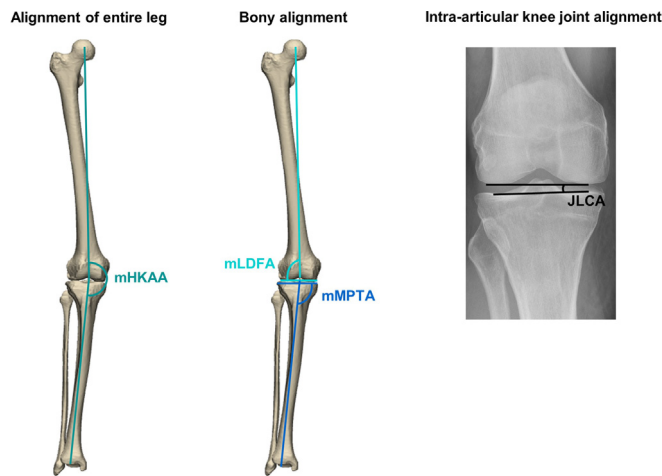 Alignment of entire leg
Bony alignment
Intra-articular knee joint alignment
mHKAA
mLDFA
mMPTA
JLCA